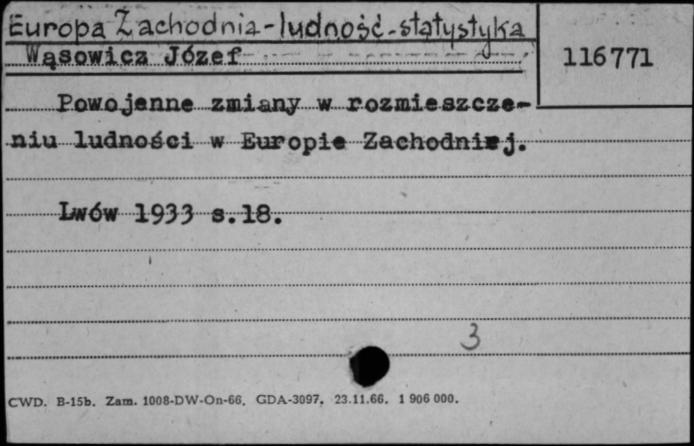 Europa Zachodnia-ludność-statystyka
Wąsowicz Józef
116771
Powojenne zmiany w rozmieszcze-
niu ludności w Europie Zachodniej.
Lwów 1933 s.18.
3
CWD. B-15b. Zam. 1008-DW-On-66. GDA-3097. 23.11.66. 1 906 000.